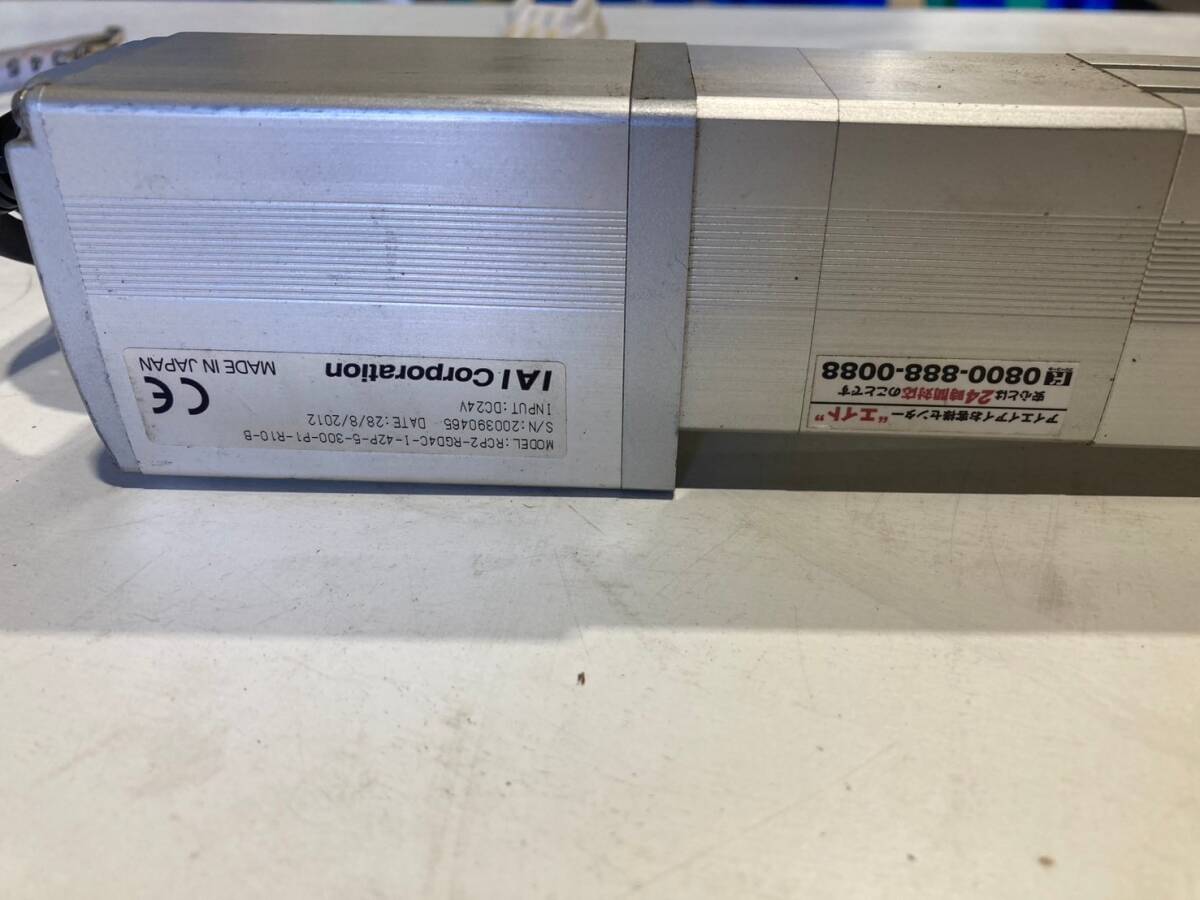 MODEL:RCP2-RGD4C-I-42P-5-300-P1-R10-B
S/N:200390465 DATE:28/8/2012
INPUT:DC24V
IAI Corporation
MADE IN JAPAN
CE
アイエイアイお客様センター “エイト”
安心とは24時間対応のことです
0800-888-0088